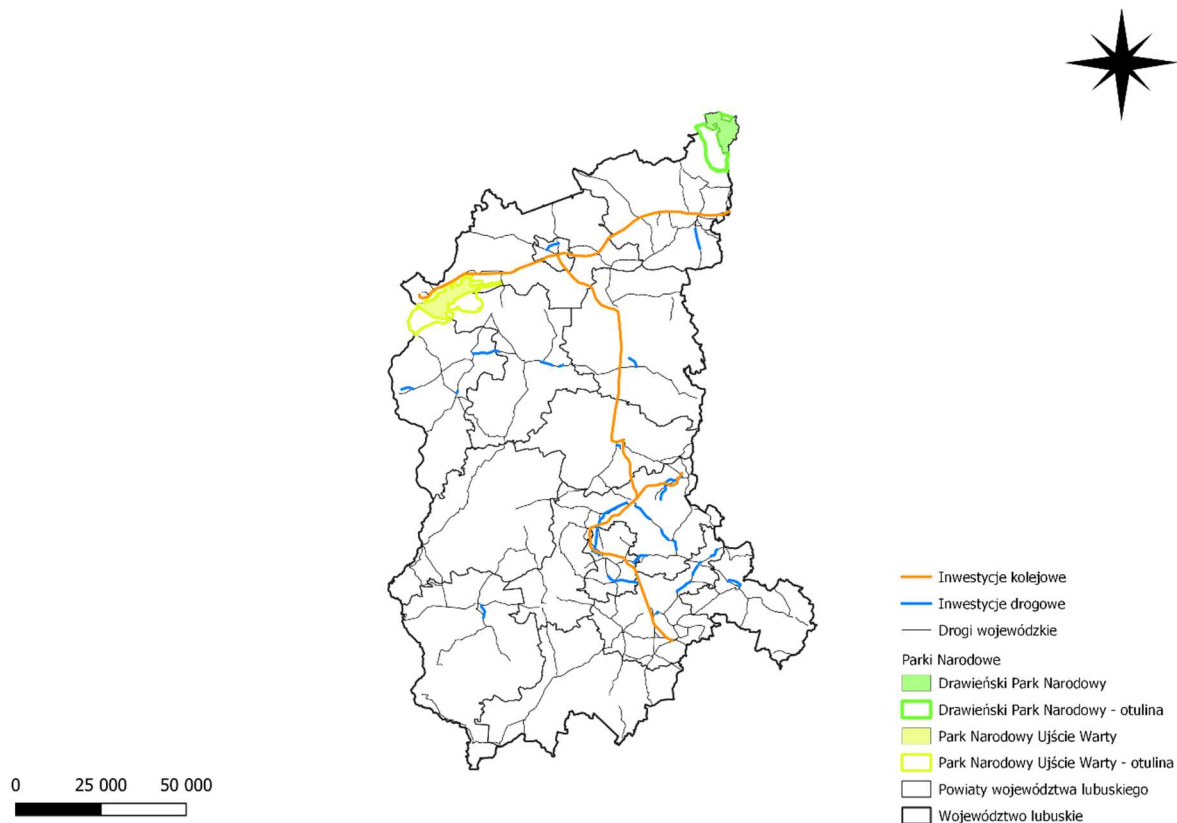 Inwestycje kolejowe
Inwestycje drogowe
Drogi wojewódzkie
Parki Narodowe
Drawieński Park Narodowy
Drawieński Park Narodowy - otulina
Park Narodowy Ujście Warty
Park Narodowy Ujście Warty - otulina
Powiaty województwa lubuskiego
Województwo lubuskie
0 25 000 50 000